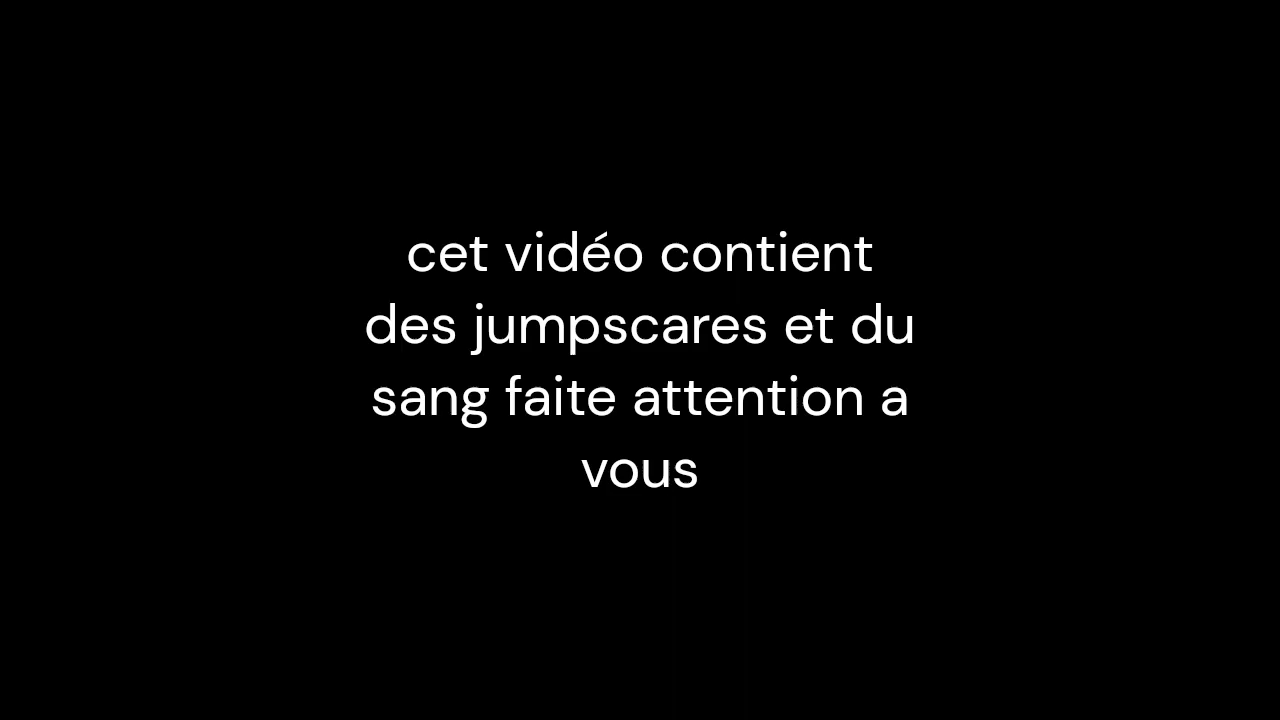 cet vidéo contient
des jumpscares et du
sang faite attention a
vous